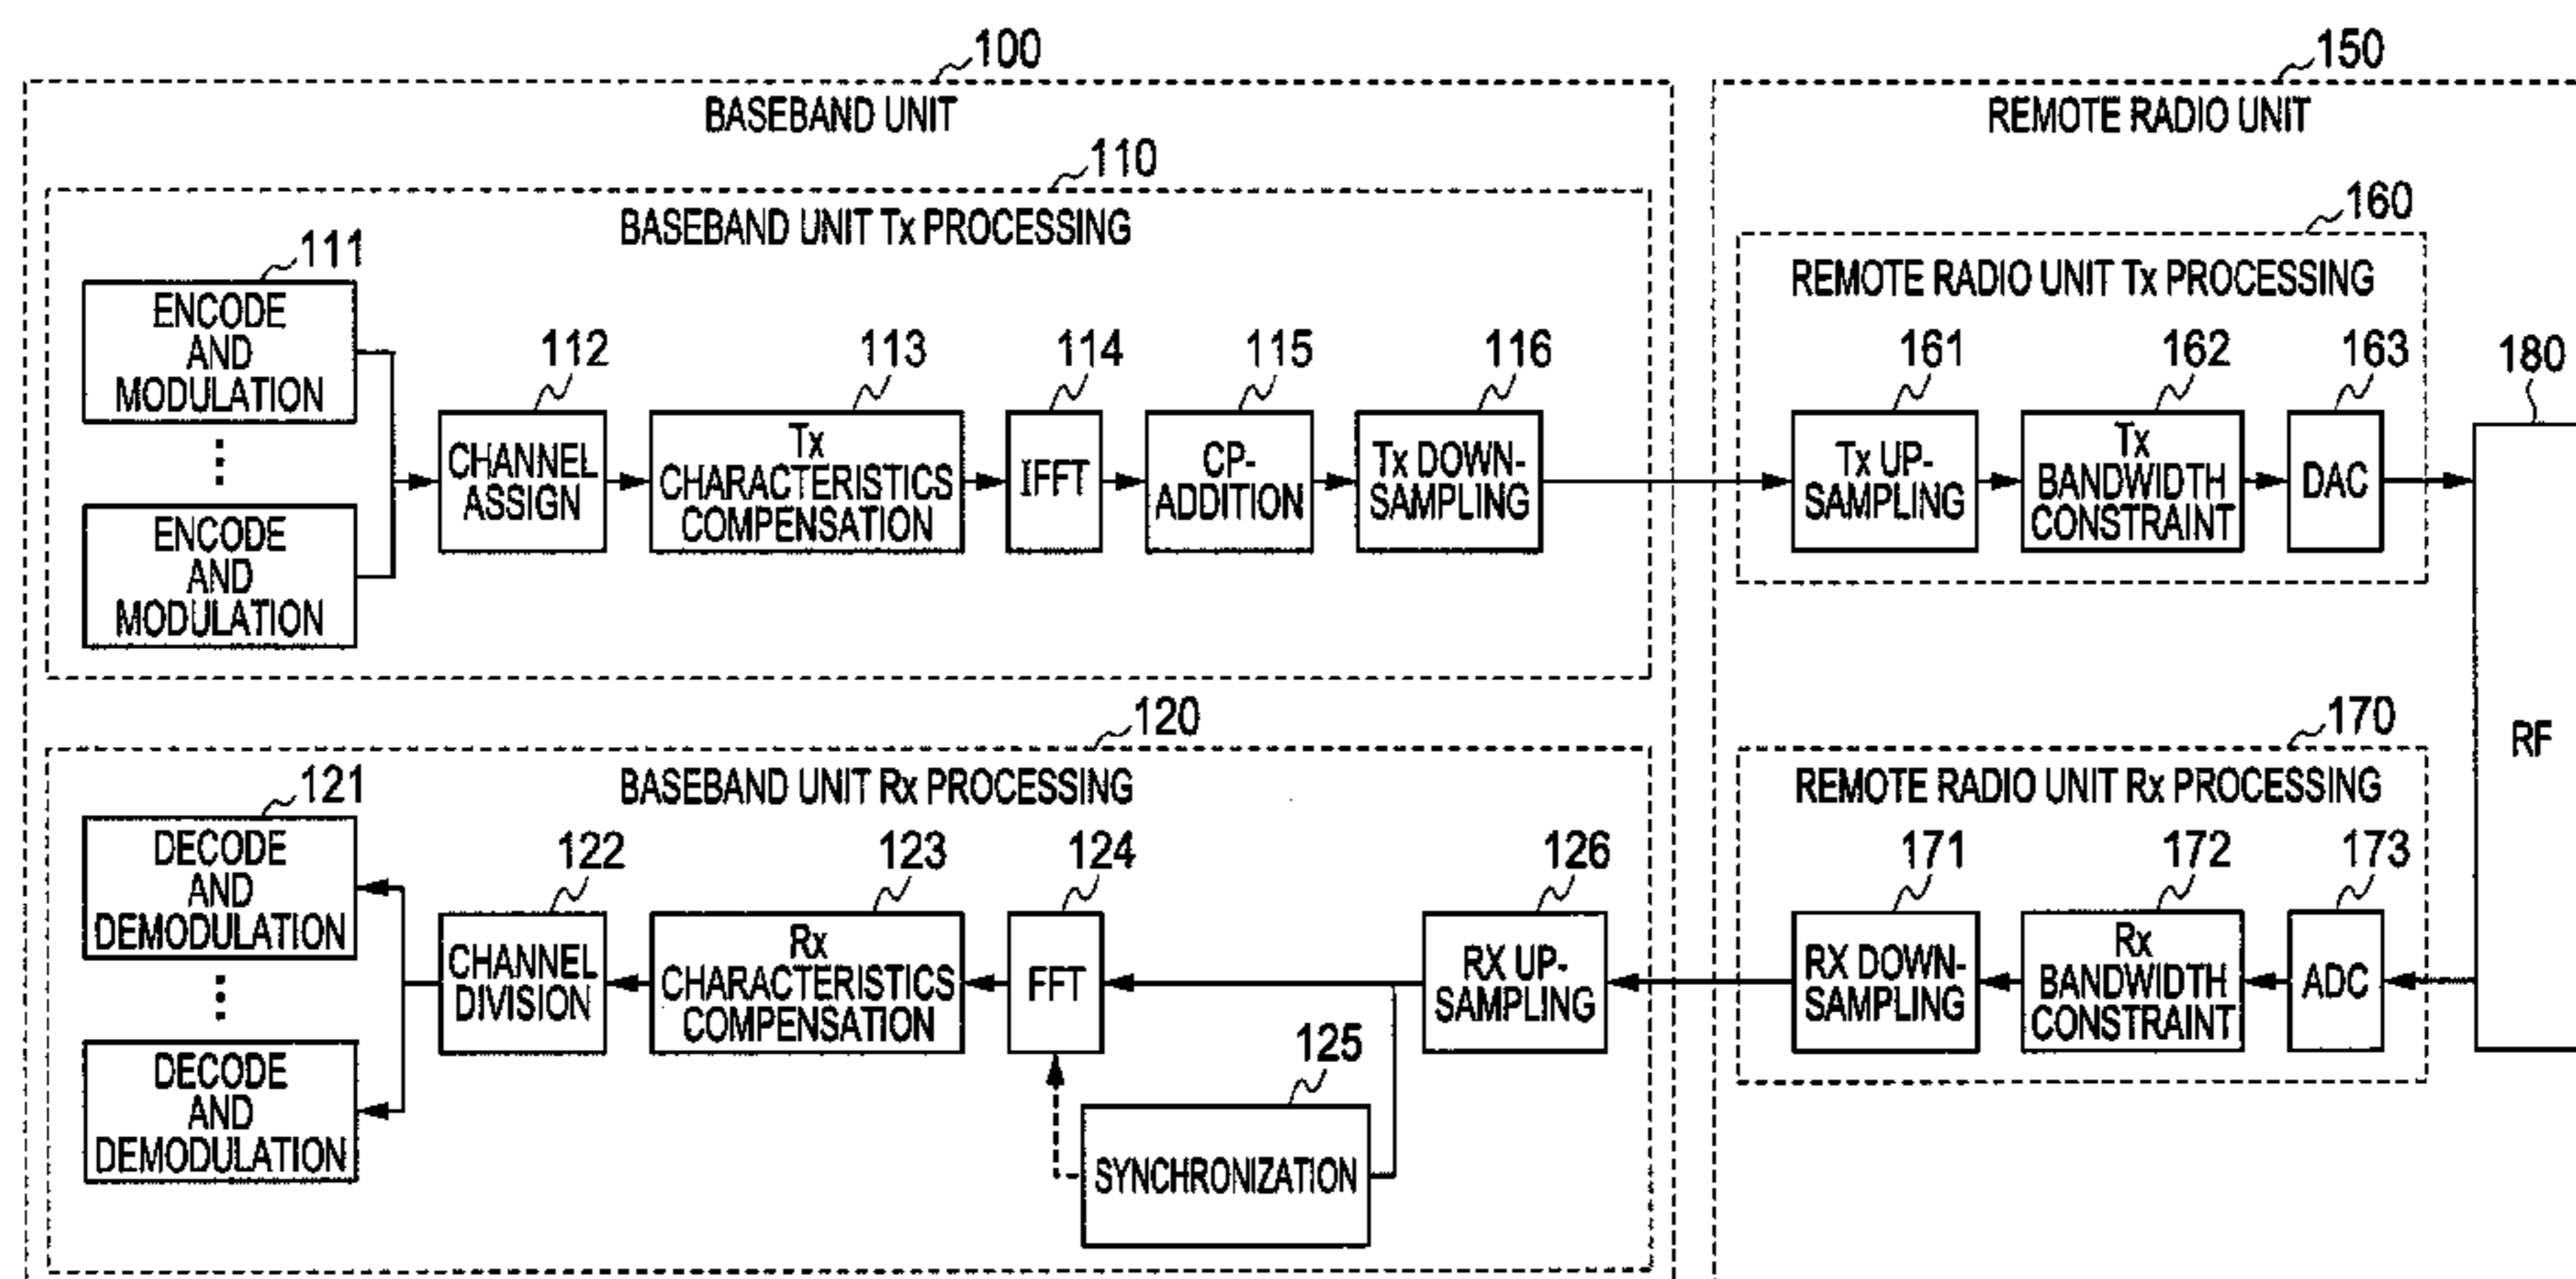 100
BASEBAND UNIT
150
REMOTE RADIO UNIT
110
BASEBAND UNIT Tx PROCESSING
111
ENCODE
AND
MODULATION
ENCODE
AND
MODULATION
112
CHANNEL
ASSIGN
113
Tx
CHARACTERISTICS
COMPENSATION
114
IFFT
115
CP-
ADDITION
116
Tx DOWN-
SAMPLING
160
REMOTE RADIO UNIT Tx PROCESSING
161
Tx UP-
SAMPLING
162
Tx
BANDWIDTH
CONSTRAINT
163
DAC
180
RF
120
BASEBAND UNIT Rx PROCESSING
121
DECODE
AND
DEMODULATION
DECODE
AND
DEMODULATION
122
CHANNEL
DIVISION
123
Rx
CHARACTERISTICS
COMPENSATION
124
FFT
125
SYNCHRONIZATION
126
RX UP-
SAMPLING
170
REMOTE RADIO UNIT Rx PROCESSING
171
RX DOWN-
SAMPLING
172
Rx
BANDWIDTH
CONSTRAINT
173
ADC